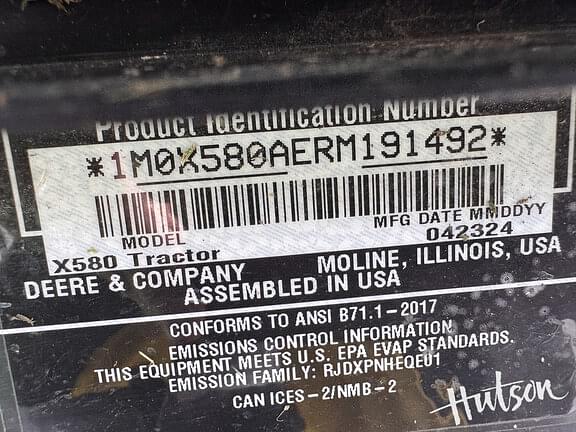 Product Identification Number
*1M0X580AERM191492*
MODEL
MFG DATE MMDDYY
X580 Tractor
042324
DEERE & COMPANY
MOLINE, ILLINOIS, USA
ASSEMBLED IN USA
CONFORMS TO ANSI B71.1-2017
EMISSIONS CONTROL INFORMATION
THIS EQUIPMENT MEETS U.S. EPA EVAP STANDARDS.
EMISSION FAMILY: RJDXPNHEQEU1
CAN ICES-2/NMB-2
Hutson